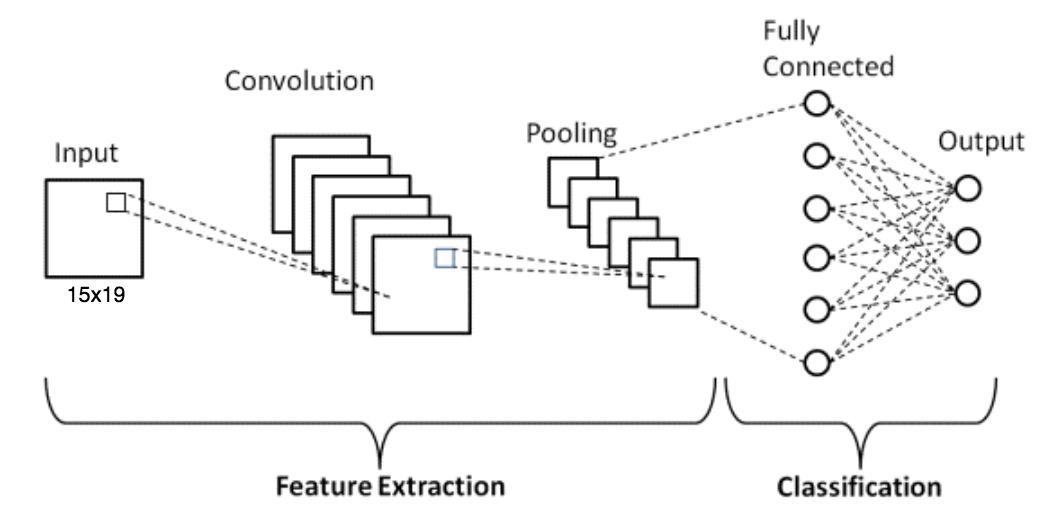 Input
15x19
Convolution
Pooling
Fully
Connected
Output
Feature Extraction
Classification